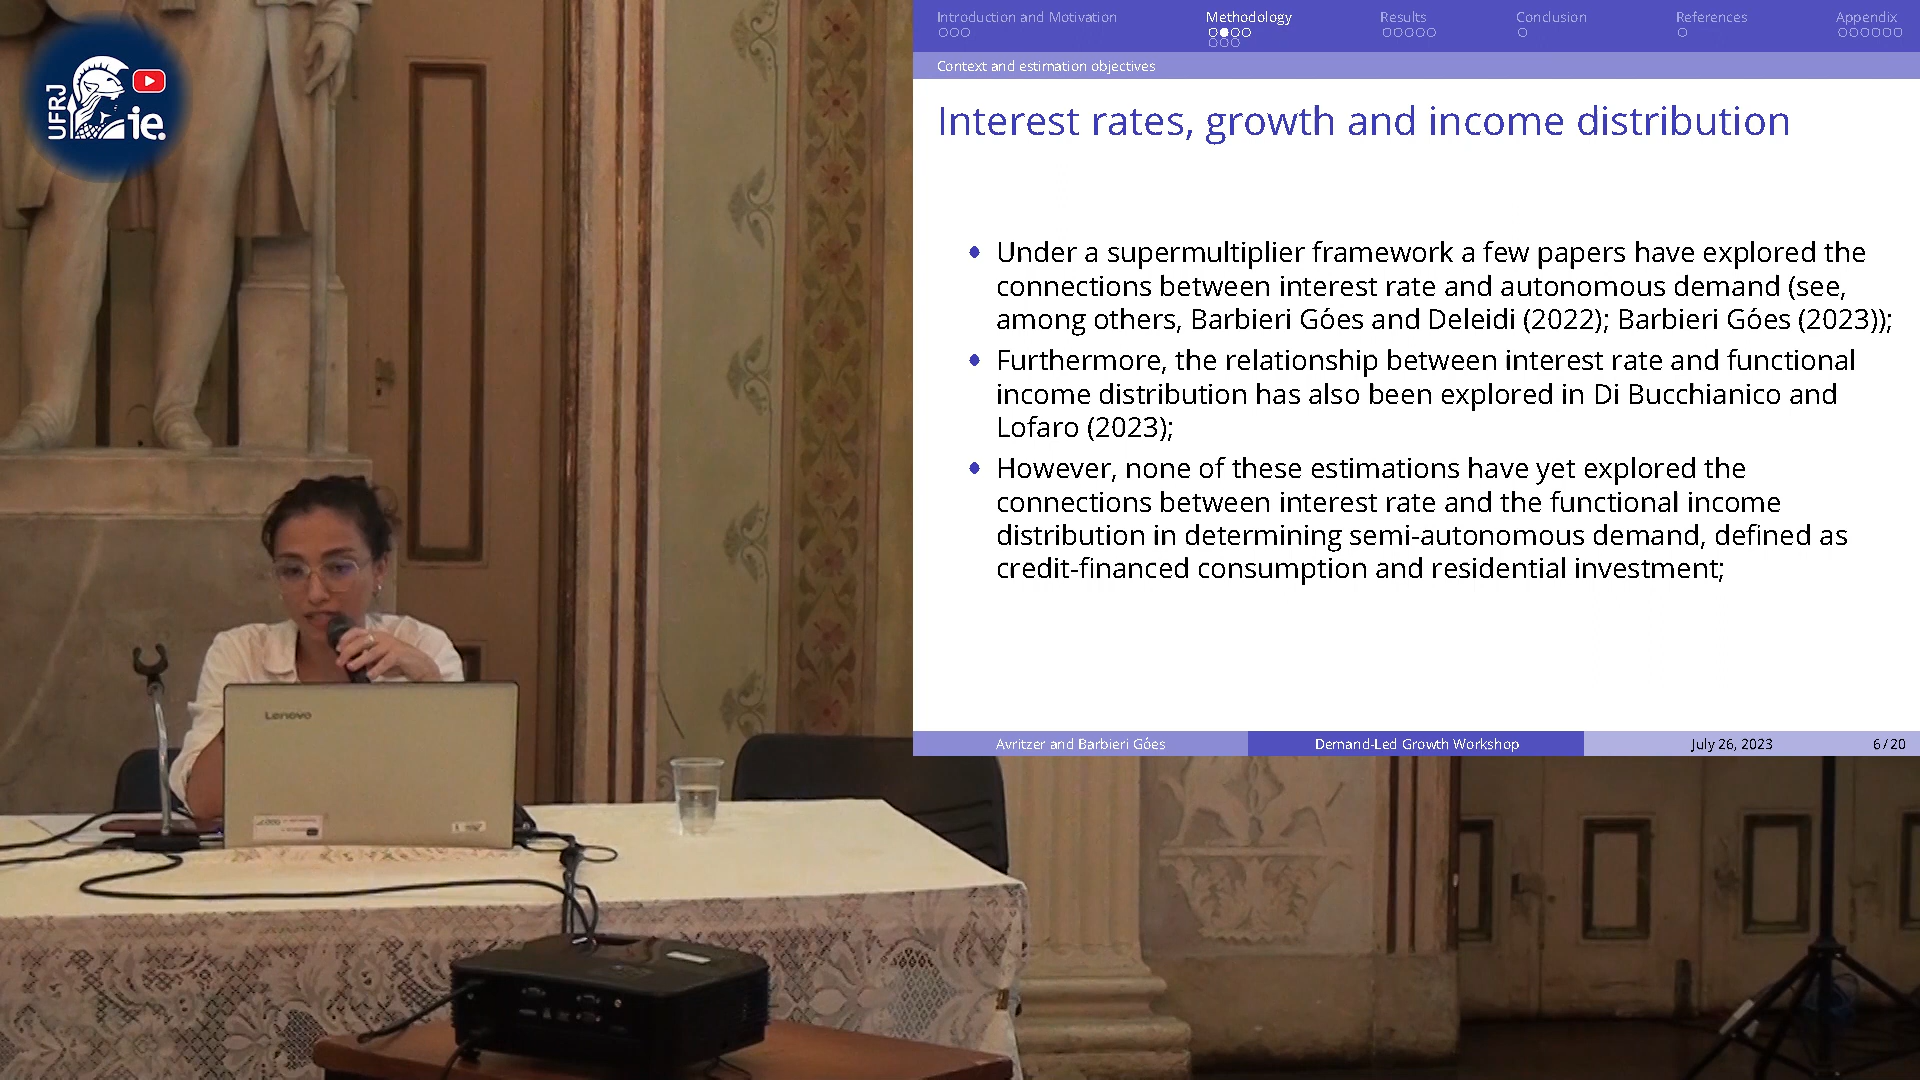 UFRJ
ie.
Introduction and Motivation
Methodology
Results
Conclusion
References
Appendix
Context and estimation objectives
Interest rates, growth and income distribution
Under a supermultiplier framework a few papers have explored the
connections between interest rate and autonomous demand (see,
among others, Barbieri Góes and Deleidi (2022); Barbieri Góes (2023));
Furthermore, the relationship between interest rate and functional
income distribution has also been explored in Di Bucchianico and
Lofaro (2023);
However, none of these estimations have yet explored the
connections between interest rate and the functional income
distribution in determining semi-autonomous demand, defined as
credit-financed consumption and residential investment;
Avritzer and Barbieri Góes
Demand-Led Growth Workshop
July 26, 2023
6 / 20
Lenovo